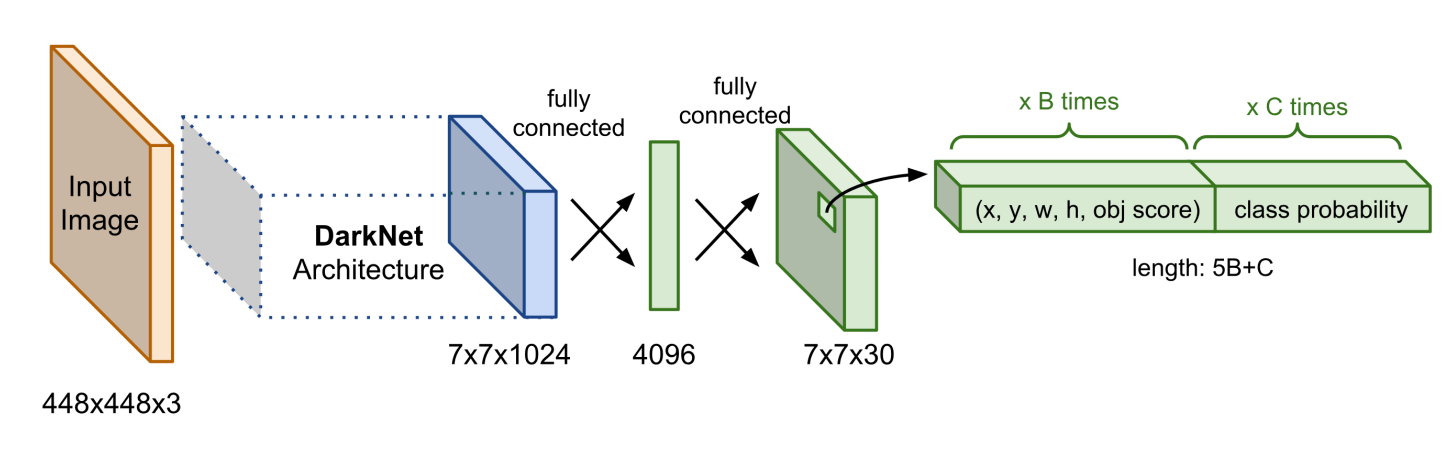 Input
Image
448x448x3
DarkNet
Architecture
7x7x1024
fully
connected
4096
fully
connected
7x7x30
x B times
x C times
(x, y, w, h, obj score)
class probability
length: 5B+C